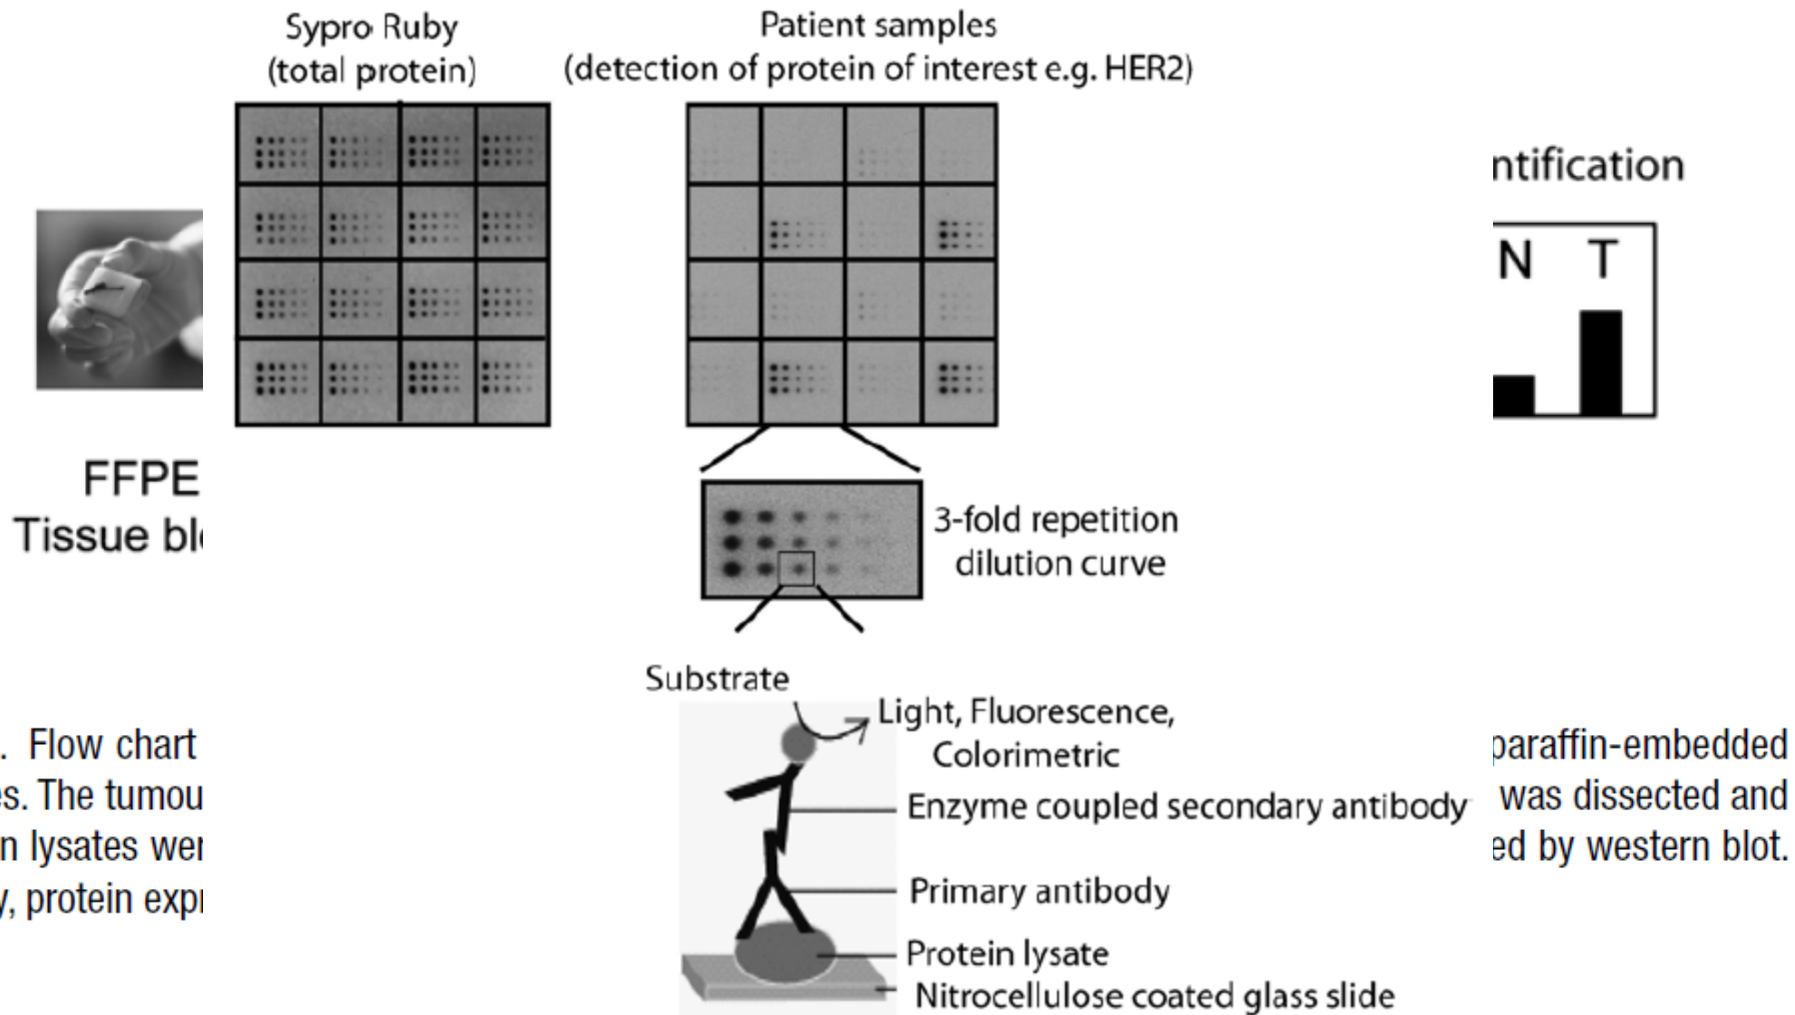 Sypro Ruby
(total protein)
Patient samples
(detection of protein of interest e.g. HER2)
ntification
N T
FFPE
Tissue blo
3-fold repetition
dilution curve
Substrate
Light, Fluorescence,
Colorimetric
Enzyme coupled secondary antibody
Primary antibody
Protein lysate
Nitrocellulose coated glass slide
. Flow chart
es. The tumou
n lysates wer
y, protein expr
paraffin-embedded
was dissected and
ed by western blot.